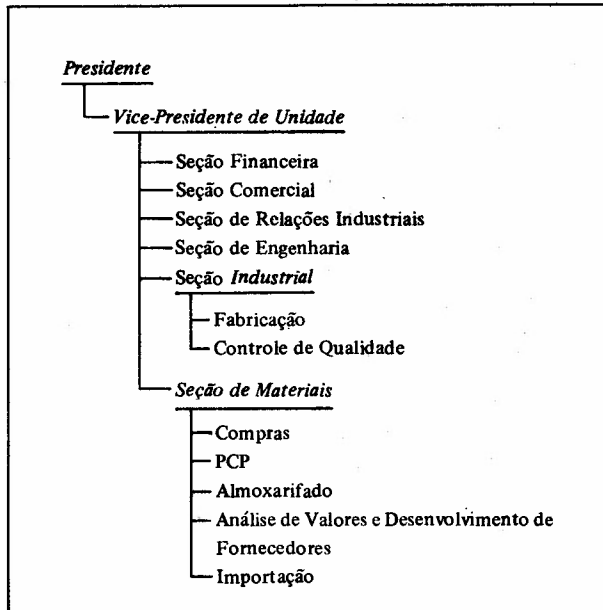 Presidente
Vice-Presidente de Unidade
Seção Financeira
Seção Comercial
Seção de Relações Industriais
Seção de Engenharia
Seção Industrial
Fabricação
Controle de Qualidade
Seção de Materiais
Compras
PCP
Almoxarifado
Análise de Valores e Desenvolvimento de
Fornecedores
Importação